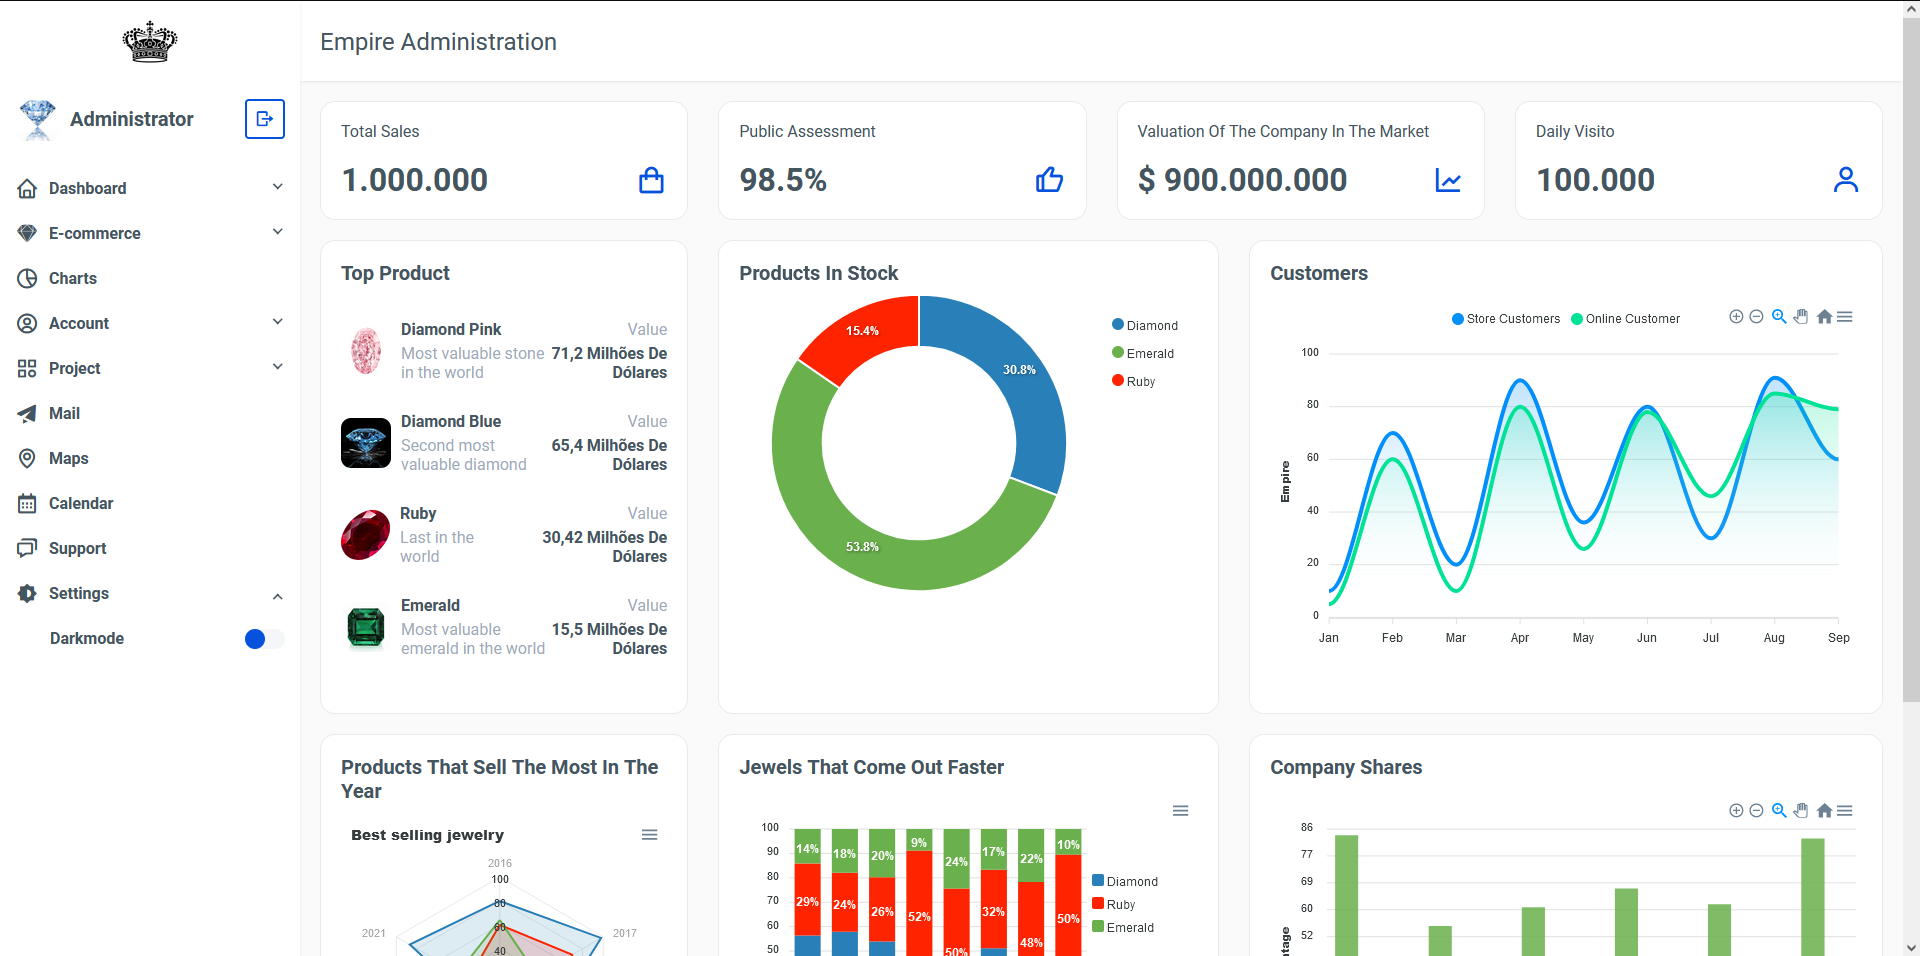 Empire Administration
Administrator
Dashboard
E-commerce
Charts
Account
Project
Mail
Maps
Calendar
Support
Settings
Darkmode
Total Sales
1.000.000
Public Assessment
98.5%
Valuation Of The Company In The Market
$ 900.000.000
Daily Visito
100.000
Top Product
Diamond Pink Value
Most valuable stone 71,2 Milhões De
in the world Dólares
Diamond Blue Value
Second most 65,4 Milhões De
valuable diamond Dólares
Ruby Value
Last in the 30,42 Milhões De
world Dólares
Emerald Value
Most valuable 15,5 Milhões De
emerald in the world Dólares
Products In Stock
15.4%
30.8%
53.8%
Diamond
Emerald
Ruby
Customers
Store Customers Online Customer
100
80
60
40
20
0
Empire
Jan Feb Mar Apr May Jun Jul Aug Sep
Products That Sell The Most In The
Year
Best selling jewelry
2016
100
80
60
40
2021
2017
Jewels That Come Out Faster
100
90
80
70
60
50
14% 18% 20% 9% 24% 17% 22% 10%
29% 24% 26% 52% 50% 32% 48% 50%
Diamond
Ruby
Emerald
Company Shares
86
77
69
60
52